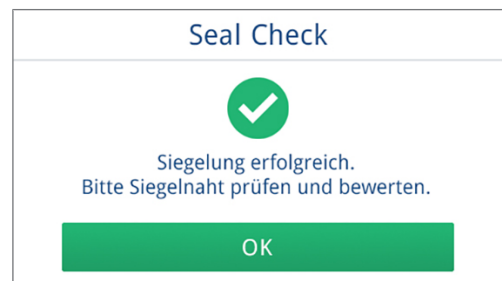 Seal Check
Siegelung erfolgreich.
Bitte Siegelnaht prüfen und bewerten.
OK